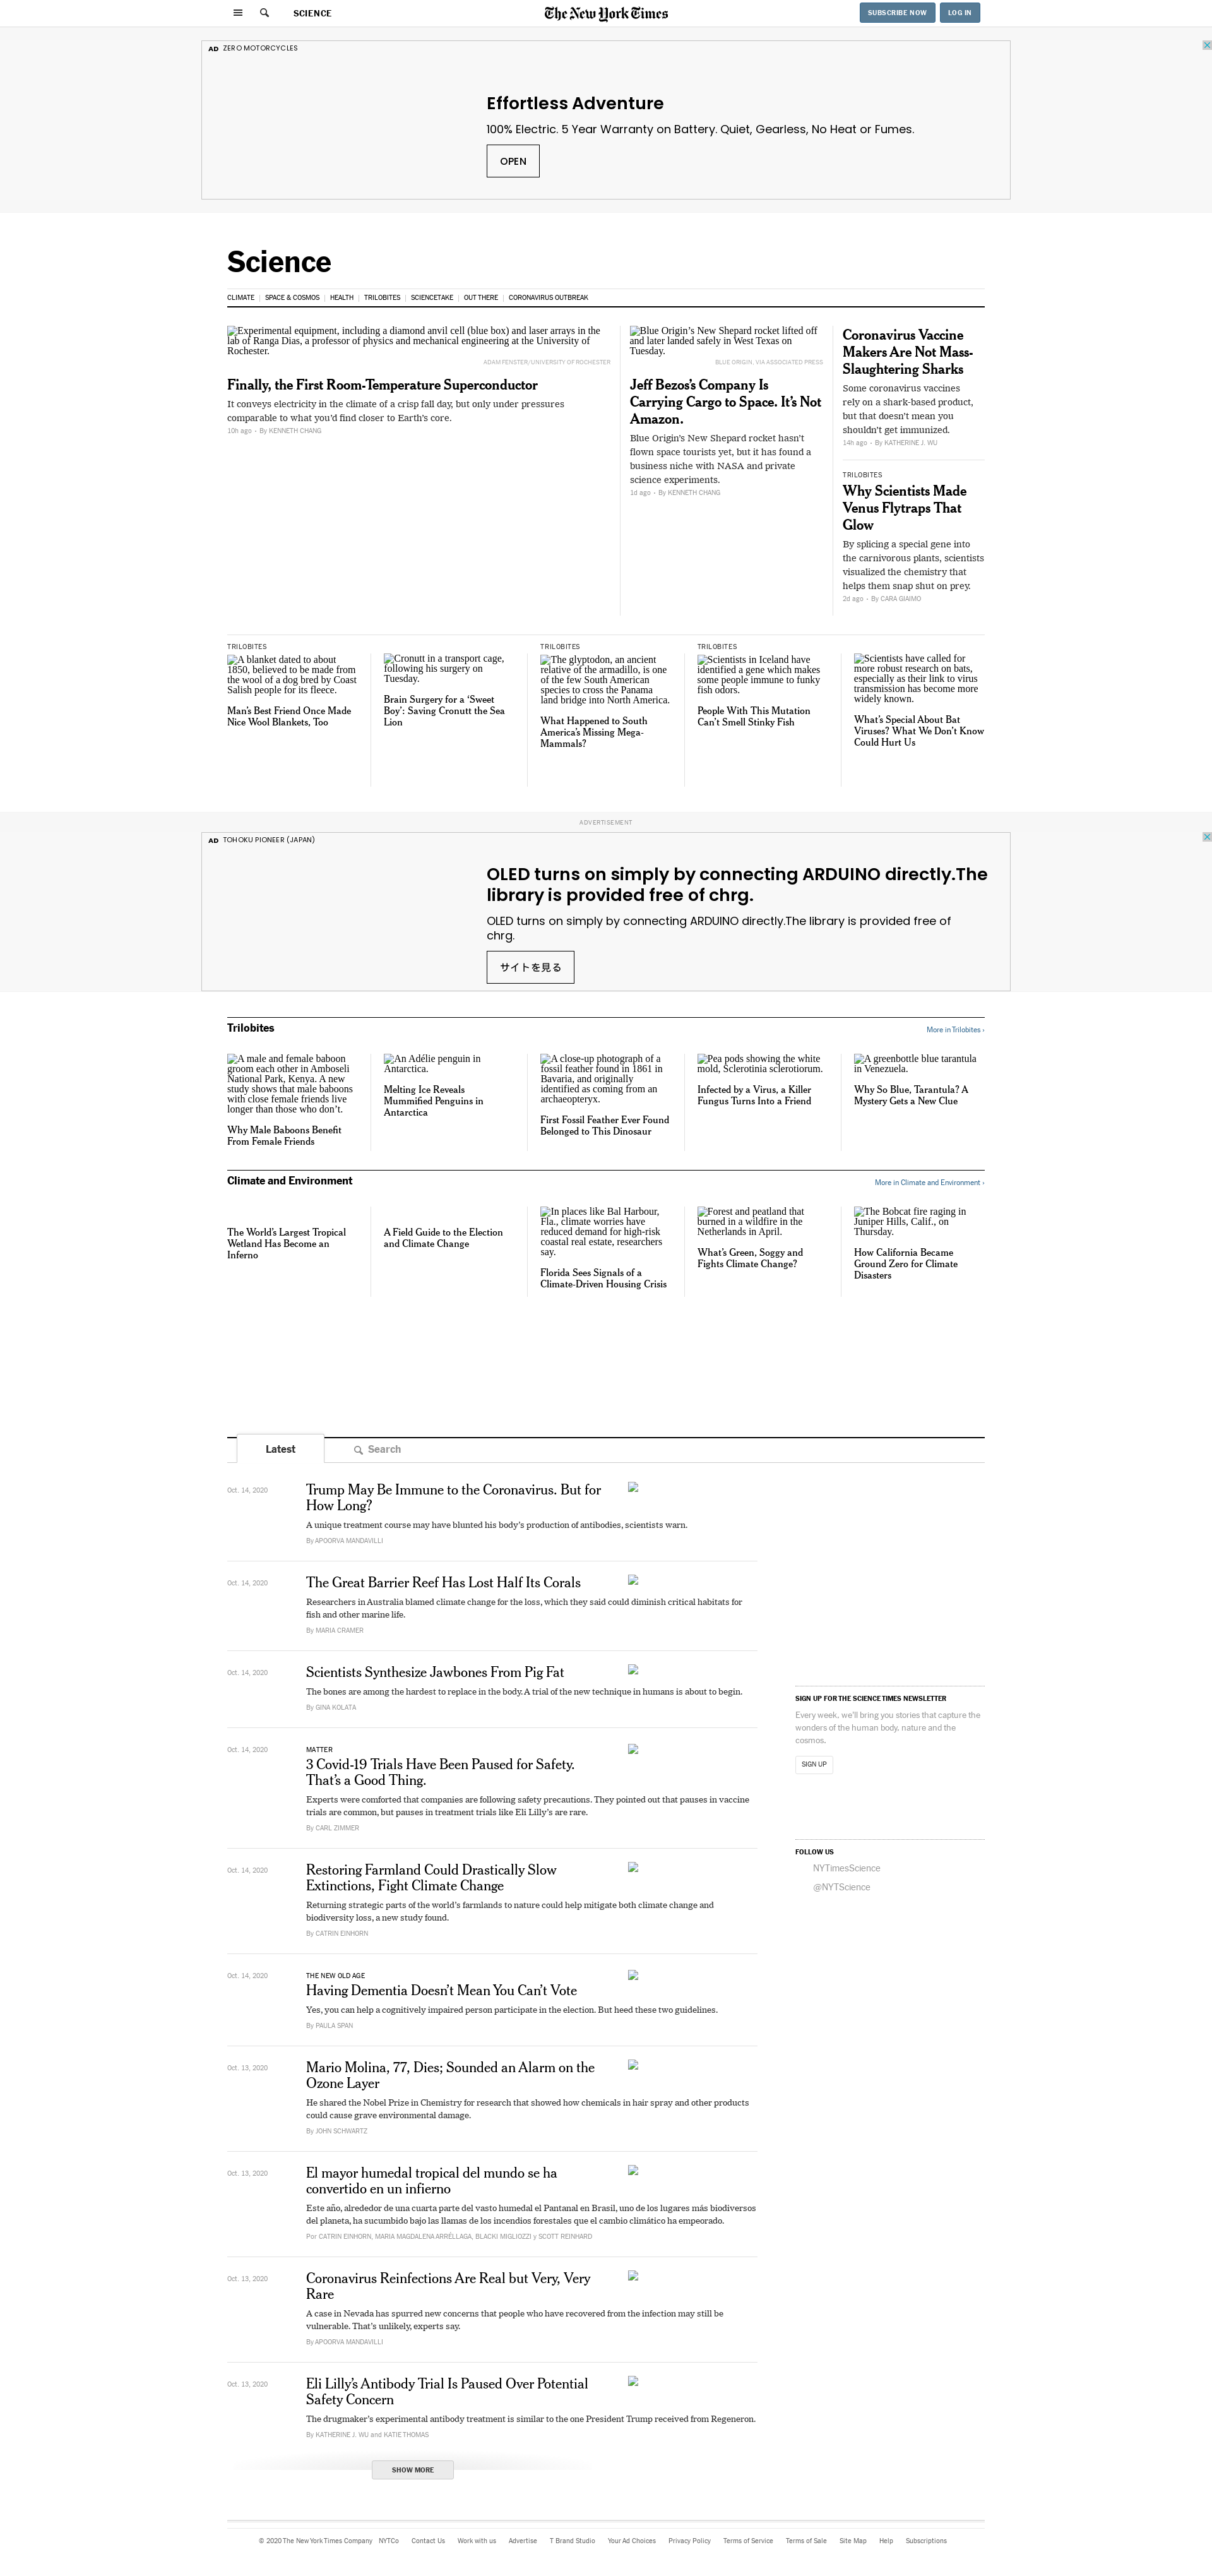 SCIENCE
The New York Times
SUBSCRIBE NOW
LOG IN
AD ZERO MOTORCYCLES
Effortless Adventure
100% Electric. 5 Year Warranty on Battery. Quiet, Gearless, No Heat or Fumes.
OPEN
Science
CLIMATE | SPACE & COSMOS | HEALTH | TRILOBITES | SCIENCETAKE | OUT THERE | CORONAVIRUS OUTBREAK
Experimental equipment, including a diamond anvil cell (blue box) and laser arrays in the
lab of Ranga Dias, a professor of physics and mechanical engineering at the University of
Rochester.
ADAM FENSTER/UNIVERSITY OF ROCHESTER
Finally, the First Room-Temperature Superconductor
It conveys electricity in the climate of a crisp fall day, but only under pressures
comparable to what you’d find closer to Earth’s core.
10h ago • By KENNETH CHANG
Blue Origin’s New Shepard rocket lifted off
and later landed safely in West Texas on
Tuesday.
BLUE ORIGIN, VIA ASSOCIATED PRESS
Jeff Bezos’s Company Is
Carrying Cargo to Space. It’s Not
Amazon.
Blue Origin’s New Shepard rocket hasn’t
flown space tourists yet, but it has found a
business niche with NASA and private
science experiments.
1d ago • By KENNETH CHANG
Coronavirus Vaccine
Makers Are Not Mass-
Slaughtering Sharks
Some coronavirus vaccines
rely on a shark-based product,
but that doesn’t mean you
shouldn’t get immunized.
14h ago • By KATHERINE J. WU
TRILOBITES
Why Scientists Made
Venus Flytraps That
Glow
By splicing a special gene into
the carnivorous plants, scientists
visualized the chemistry that
helps them snap shut on prey.
2d ago • By CARA GIAIMO
TRILOBITES
A blanket dated to about
1850, believed to be made from
the wool of a dog bred by Coast
Salish people for its fleece.
Man’s Best Friend Once Made
Nice Wool Blankets, Too
Cronutt in a transport cage,
following his surgery on
Tuesday.
Brain Surgery for a ‘Sweet
Boy’: Saving Cronutt the Sea
Lion
TRILOBITES
The glyptodon, an ancient
relative of the armadillo, is one
of the few South American
species to cross the Panama
land bridge into North America.
What Happened to South
America’s Missing Mega-
Mammals?
TRILOBITES
Scientists in Iceland have
identified a gene which makes
some people immune to funky
fish odors.
People With This Mutation
Can’t Smell Stinky Fish
Scientists have called for
more robust research on bats,
especially as their link to virus
transmission has become more
widely known.
What’s Special About Bat
Viruses? What We Don’t Know
Could Hurt Us
ADVERTISEMENT
AD TOHOKU PIONEER (JAPAN)
OLED turns on simply by connecting ARDUINO directly.The
library is provided free of chrg.
OLED turns on simply by connecting ARDUINO directly.The library is provided free of
chrg.
サイトを見る
Trilobites
More in Trilobites ›
A male and female baboon
groom each other in Amboseli
National Park, Kenya. A new
study shows that male baboons
with close female friends live
longer than those who don’t.
Why Male Baboons Benefit
From Female Friends
An Adélie penguin in
Antarctica.
Melting Ice Reveals
Mummified Penguins in
Antarctica
A close-up photograph of a
fossil feather found in 1861 in
Bavaria, and originally
identified as coming from an
archaeopteryx.
First Fossil Feather Ever Found
Belonged to This Dinosaur
Pea pods showing the white
mold, Sclerotinia sclerotiorum.
Infected by a Virus, a Killer
Fungus Turns Into a Friend
A greenbottle blue tarantula
in Venezuela.
Why So Blue, Tarantula? A
Mystery Gets a New Clue
Climate and Environment
More in Climate and Environment ›
The World’s Largest Tropical
Wetland Has Become an
Inferno
A Field Guide to the Election
and Climate Change
In places like Bal Harbour,
Fla., climate worries have
reduced demand for high-risk
coastal real estate, researchers
say.
Florida Sees Signals of a
Climate-Driven Housing Crisis
Forest and peatland that
burned in a wildfire in the
Netherlands in April.
What’s Green, Soggy and
Fights Climate Change?
The Bobcat fire raging in
Juniper Hills, Calif., on
Thursday.
How California Became
Ground Zero for Climate
Disasters
Latest
Search
Oct. 14, 2020
Trump May Be Immune to the Coronavirus. But for
How Long?
A unique treatment course may have blunted his body’s production of antibodies, scientists warn.
By APOORVA MANDAVILLI
Oct. 14, 2020
The Great Barrier Reef Has Lost Half Its Corals
Researchers in Australia blamed climate change for the loss, which they said could diminish critical habitats for
fish and other marine life.
By MARIA CRAMER
Oct. 14, 2020
Scientists Synthesize Jawbones From Pig Fat
The bones are among the hardest to replace in the body. A trial of the new technique in humans is about to begin.
By GINA KOLATA
Oct. 14, 2020
MATTER
3 Covid-19 Trials Have Been Paused for Safety.
That’s a Good Thing.
Experts were comforted that companies are following safety precautions. They pointed out that pauses in vaccine
trials are common, but pauses in treatment trials like Eli Lilly’s are rare.
By CARL ZIMMER
Oct. 14, 2020
Restoring Farmland Could Drastically Slow
Extinctions, Fight Climate Change
Returning strategic parts of the world’s farmlands to nature could help mitigate both climate change and
biodiversity loss, a new study found.
By CATRIN EINHORN
Oct. 14, 2020
THE NEW OLD AGE
Having Dementia Doesn’t Mean You Can’t Vote
Yes, you can help a cognitively impaired person participate in the election. But heed these two guidelines.
By PAULA SPAN
Oct. 13, 2020
Mario Molina, 77, Dies; Sounded an Alarm on the
Ozone Layer
He shared the Nobel Prize in Chemistry for research that showed how chemicals in hair spray and other products
could cause grave environmental damage.
By JOHN SCHWARTZ
Oct. 13, 2020
El mayor humedal tropical del mundo se ha
convertido en un infierno
Este año, alrededor de una cuarta parte del vasto humedal el Pantanal en Brasil, uno de los lugares más biodiversos
del planeta, ha sucumbido bajo las llamas de los incendios forestales que el cambio climático ha empeorado.
Por CATRIN EINHORN, MARIA MAGDALENA ARRÉLLAGA, BLACKI MIGLIOZZI y SCOTT REINHARD
Oct. 13, 2020
Coronavirus Reinfections Are Real but Very, Very
Rare
A case in Nevada has spurred new concerns that people who have recovered from the infection may still be
vulnerable. That’s unlikely, experts say.
By APOORVA MANDAVILLI
Oct. 13, 2020
Eli Lilly’s Antibody Trial Is Paused Over Potential
Safety Concern
The drugmaker’s experimental antibody treatment is similar to the one President Trump received from Regeneron.
By KATHERINE J. WU and KATIE THOMAS
SHOW MORE
SIGN UP FOR THE SCIENCE TIMES NEWSLETTER
Every week, we’ll bring you stories that capture the
wonders of the human body, nature and the
cosmos.
SIGN UP
FOLLOW US
NYTimesScience
@NYTScience
© 2020 The New York Times Company NYTCo Contact Us Work with us Advertise T Brand Studio Your Ad Choices Privacy Policy Terms of Service Terms of Sale Site Map Help Subscriptions